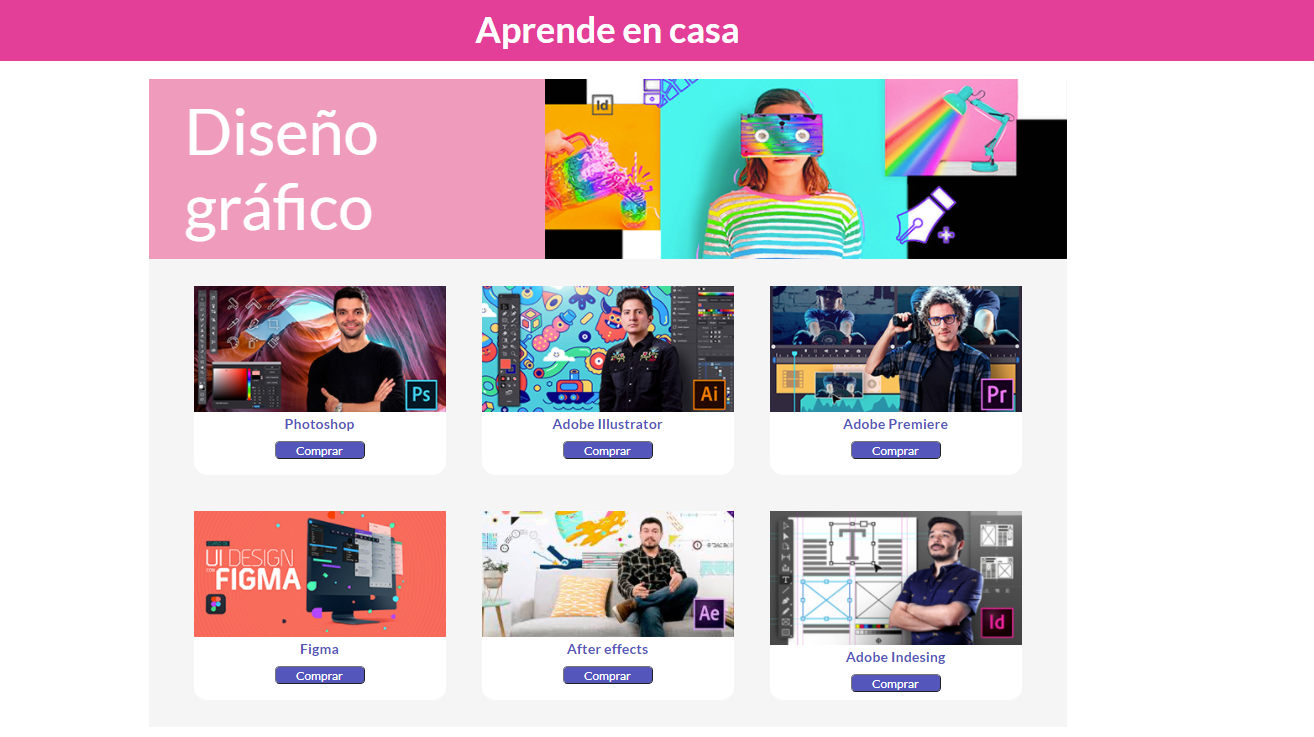 Aprende en casa
Diseño
gráfico
Id
Ps
Ai
Pr
Photoshop
Adobe Illustrator
Adobe Premiere
Comprar
Comprar
Comprar
UI DESIGN
FIGMA
Ae
T
Id
Figma
After effects
Adobe Indesing
Comprar
Comprar
Comprar